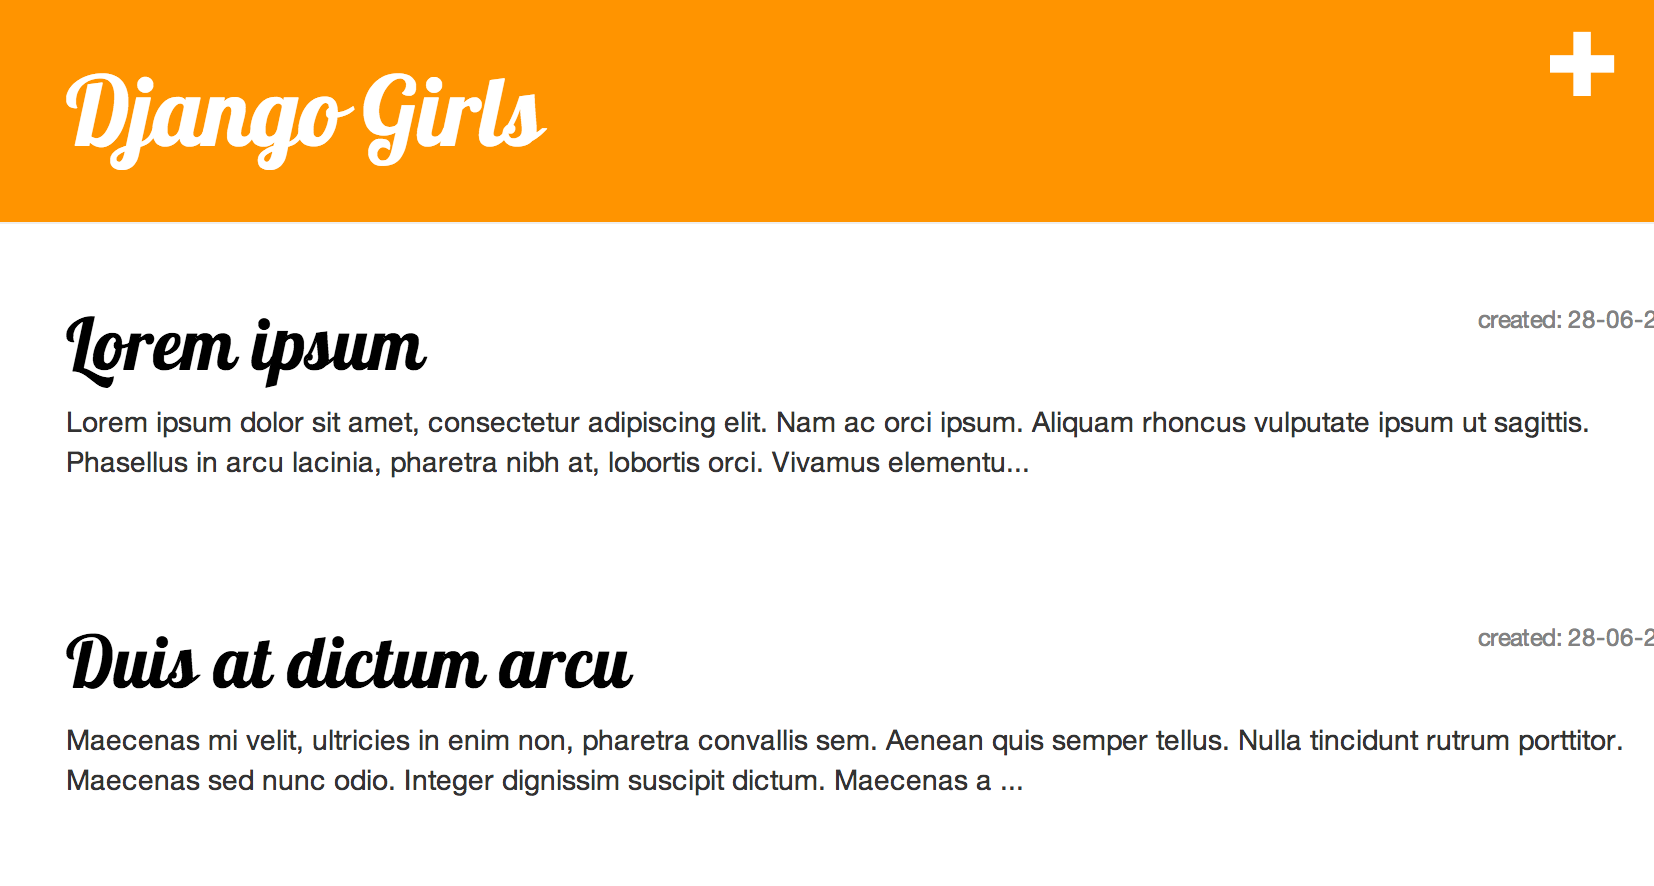 Django Girls
Lorem ipsum
created: 28-06-2
Lorem ipsum dolor sit amet, consectetur adipiscing elit. Nam ac orci ipsum. Aliquam rhoncus vulputate ipsum ut sagittis.
Phasellus in arcu lacinia, pharetra nibh at, lobortis orci. Vivamus elementu...
Duis at dictum arcu
created: 28-06-2
Maecenas mi velit, ultricies in enim non, pharetra convallis sem. Aenean quis semper tellus. Nulla tincidunt rutrum porttitor.
Maecenas sed nunc odio. Integer dignissim suscipit dictum. Maecenas a ...